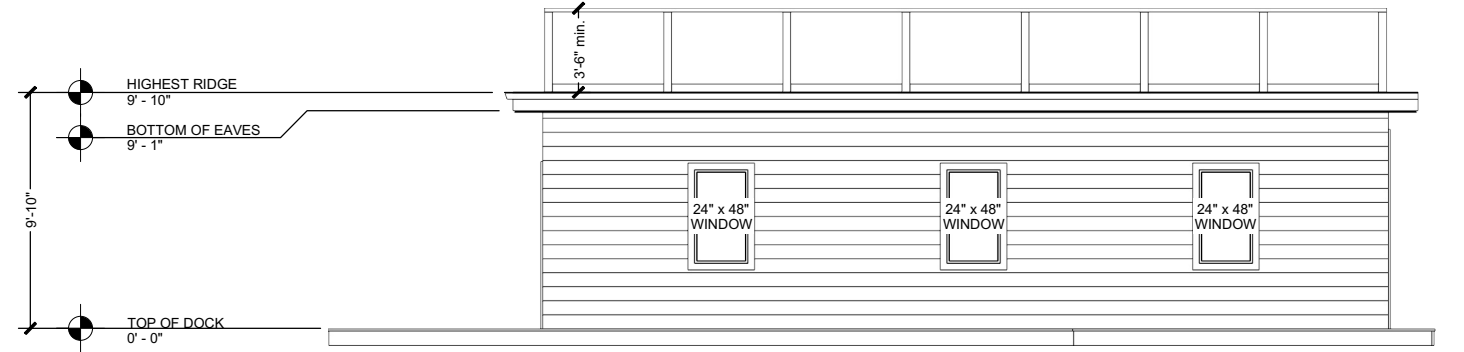 3'-6" min.
HIGHEST RIDGE
9' - 10"
BOTTOM OF EAVES
9' - 1"
9'-10"
24" x 48"
WINDOW
24" x 48"
WINDOW
24" x 48"
WINDOW
TOP OF DOCK
0' - 0"